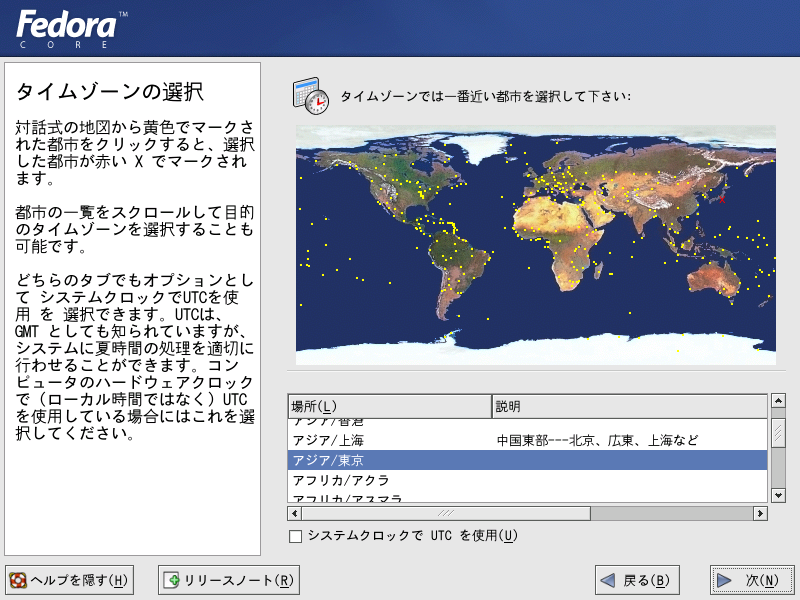 Fedora™
CORE
タイムゾーンの選択
対話式の地図から黄色でマークさ
れた都市をクリックすると、選択
した都市が赤い X でマークされ
ます。
都市の一覧をスクロールして目的
のタイムゾーンを選択することも
可能です。
どちらのタブでもオプションとし
て システムクロックでUTCを使
用 を 選択できます。UTCは、
GMT としても知られていますが、
システムに夏時間の処理を適切に
行わせることができます。コン
ピュータのハードウェアクロック
で（ローカル時間ではなく）UTC
を使用している場合にはこれを選
択してください。
タイムゾーンでは一番近い都市を選択して下さい:
場所(L) 説明
アジア/香港
アジア/上海 中国東部---北京、広東、上海など
アジア/東京
アフリカ/アクラ
アフリカ/アスマラ
システムクロックで UTC を使用(U)
ヘルプを隠す(H) リリースノート(R) 戻る(B) 次(N)